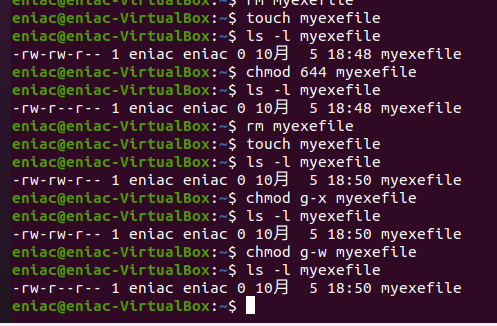 eniac@eniac-VirtualBox:~$ rm myexefile
eniac@eniac-VirtualBox:~$ touch myexefile
eniac@eniac-VirtualBox:~$ ls -l myexefile
-rw-rw-r-- 1 eniac eniac 0 10月  5 18:48 myexefile
eniac@eniac-VirtualBox:~$ chmod 644 myexefile
eniac@eniac-VirtualBox:~$ ls -l myexefile
-rw-r--r-- 1 eniac eniac 0 10月  5 18:48 myexefile
eniac@eniac-VirtualBox:~$ rm myexefile
eniac@eniac-VirtualBox:~$ touch myexefile
eniac@eniac-VirtualBox:~$ ls -l myexefile
-rw-rw-r-- 1 eniac eniac 0 10月  5 18:50 myexefile
eniac@eniac-VirtualBox:~$ chmod g-x myexefile
eniac@eniac-VirtualBox:~$ ls -l myexefile
-rw-rw-r-- 1 eniac eniac 0 10月  5 18:50 myexefile
eniac@eniac-VirtualBox:~$ chmod g-w myexefile
eniac@eniac-VirtualBox:~$ ls -l myexefile
-rw-r--r-- 1 eniac eniac 0 10月  5 18:50 myexefile
eniac@eniac-VirtualBox:~$